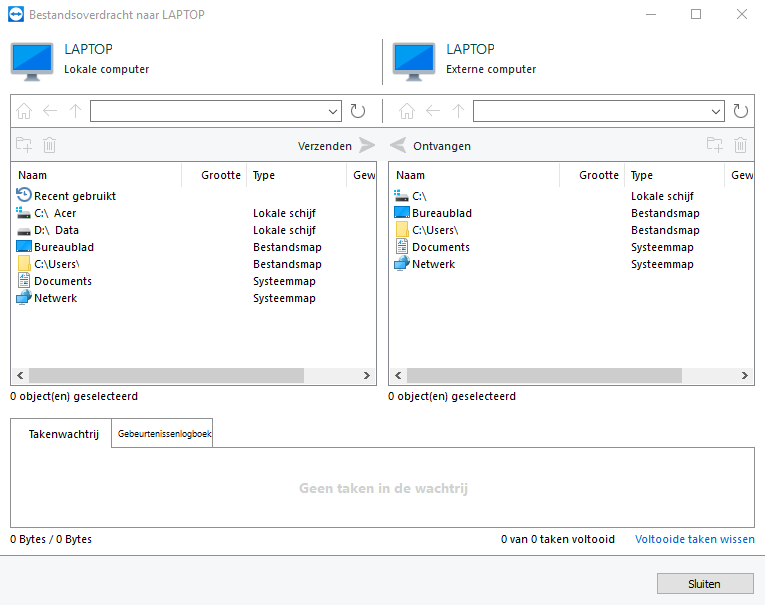 Bestandsoverdracht naar LAPTOP
LAPTOP
Lokale computer
LAPTOP
Externe computer
Verzenden
Ontvangen
Naam Grootte Type Gew
Recent gebruikt
C:\ Acer Lokale schijf
D:\ Data Lokale schijf
Bureaublad Bestandsmap
C:\Users\ Bestandsmap
Documents Systeemmap
Netwerk Systeemmap
0 object(en) geselecteerd
Naam Grootte Type Gew
C:\ Lokale schijf
Bureaublad Bestandsmap
C:\Users\ Bestandsmap
Documents Systeemmap
Netwerk Systeemmap
0 object(en) geselecteerd
Takenwachtrij
Gebeurtenissenlogboek
Geen taken in de wachtrij
0 Bytes / 0 Bytes
0 van 0 taken voltooid
Voltooide taken wissen
Sluiten